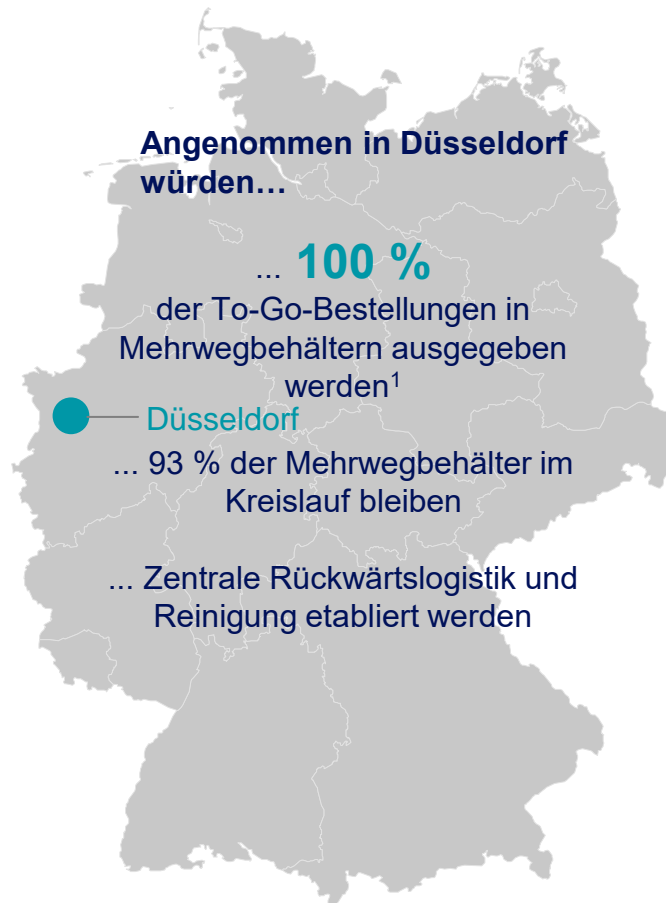 Angenommen in Düsseldorf
würden…
... 100 %
der To-Go-Bestellungen in
Mehrwegbehältern ausgegeben
werden¹
Düsseldorf
... 93 % der Mehrwegbehälter im
Kreislauf bleiben
... Zentrale Rückwärtslogistik und
Reinigung etabliert werden